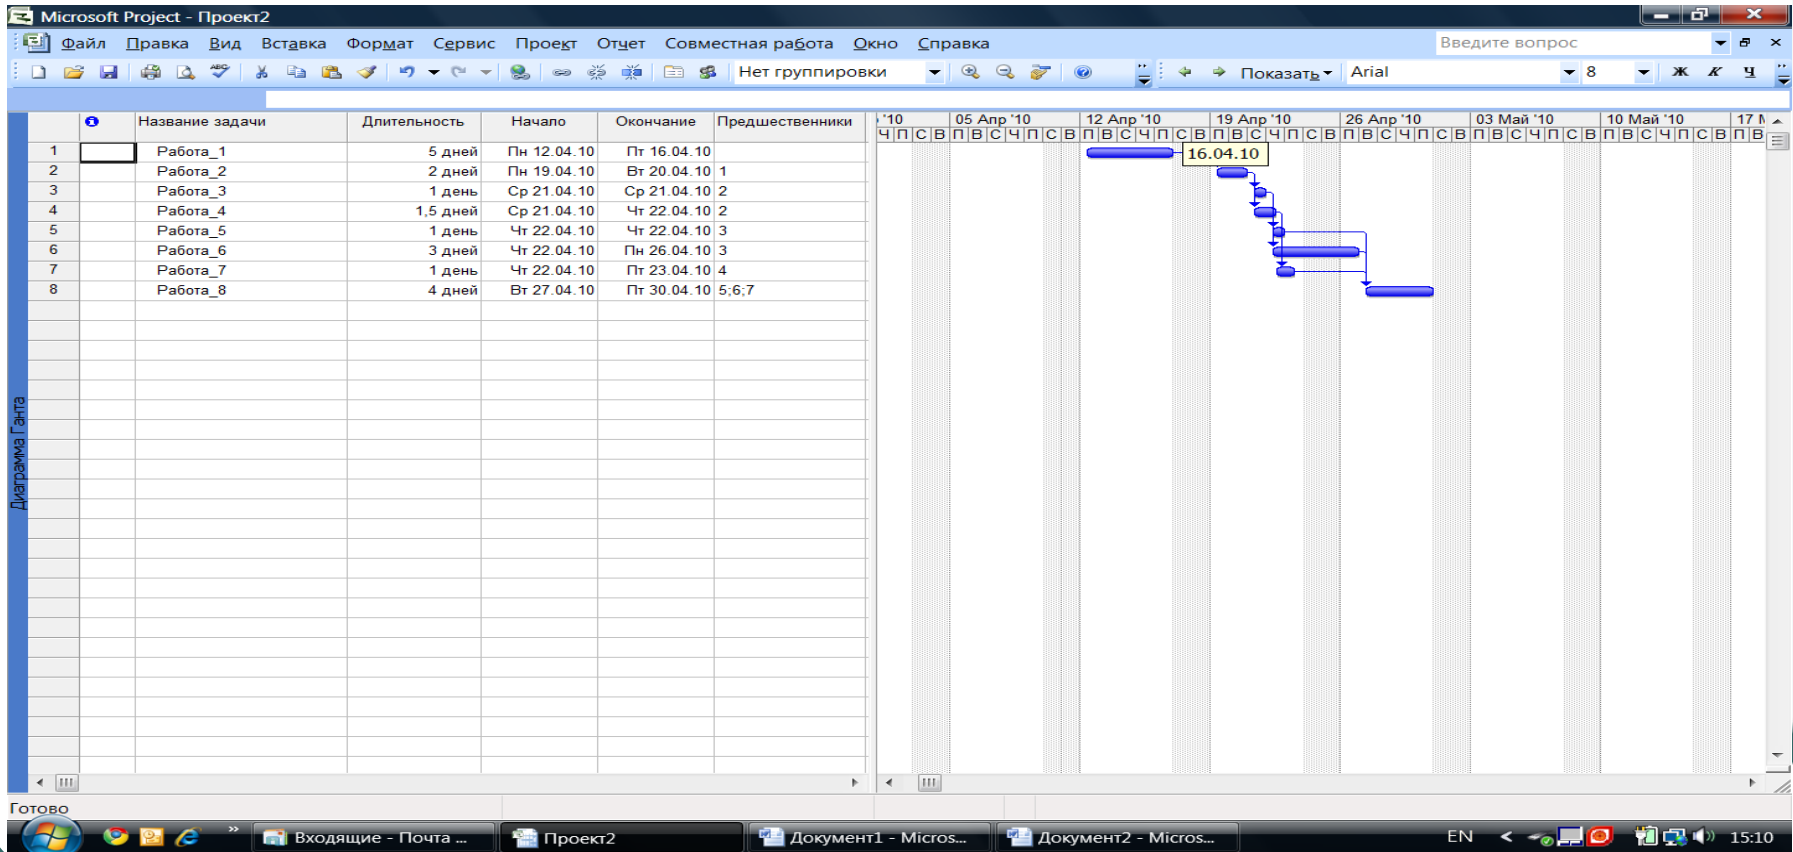 Microsoft Project - Проект2
Файл Правка Вид Вставка Формат Сервис Проект Отчет Совместная работа Окно Справка Введите вопрос
Нет группировки Показать Arial 8 Ж К Ч
Название задачи Длительность Начало Окончание Предшественники '10 05 Апр '10 12 Апр '10 19 Апр '10 26 Апр '10 03 Май '10 10 Май '10 17
Ч П С В П В С Ч П С В П В С Ч П С В П В С Ч П С В П В С Ч П С В П В С Ч П С В П В С Ч П С В П В
1 Работа_1 5 дней Пн 12.04.10 Пт 16.04.10 16.04.10
2 Работа_2 2 дней Пн 19.04.10 Вт 20.04.10 1
3 Работа_3 1 день Ср 21.04.10 Ср 21.04.10 2
4 Работа_4 1,5 дней Ср 21.04.10 Чт 22.04.10 2
5 Работа_5 1 день Чт 22.04.10 Чт 22.04.10 3
6 Работа_6 3 дней Чт 22.04.10 Пн 26.04.10 3
7 Работа_7 1 день Чт 22.04.10 Пт 23.04.10 4
8 Работа_8 4 дней Вт 27.04.10 Пт 30.04.10 5;6;7
Диаграмма Ганта
Готово
Входящие - Почта ... Проект2 Документ1 - Micros... Документ2 - Micros... EN 15:10